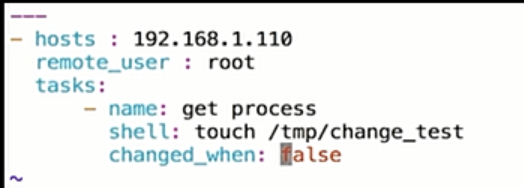 ---
- hosts : 192.168.1.110
  remote_user : root
  tasks:
      - name: get process
        shell: touch /tmp/change_test
        changed_when: false
~